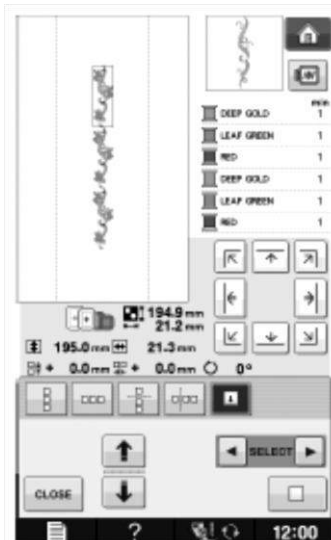 min
DEEP GOLD 1
LEAF GREEN 1
RED 1
DEEP GOLD 1
LEAF GREEN 1
RED 1
194.9 mm
21.2 mm
195.0 mm 21.3 mm
+ 0.0 mm + 0.0 mm 0°
SELECT
CLOSE
? 12:00